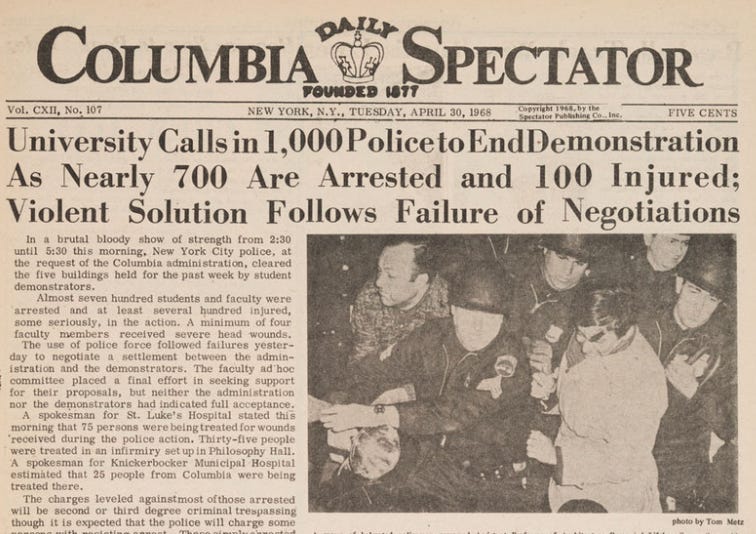 COLUMBIA DAILY SPECTATOR
FOUNDED 1877
Vol. CXII, No. 107 NEW YORK, N.Y., TUESDAY, APRIL 30, 1968 Copyright 1968, by the Spectator Publishing Co., Inc. FIVE CENTS
University Calls in 1,000 Police to End Demonstration
As Nearly 700 Are Arrested and 100 Injured;
Violent Solution Follows Failure of Negotiations
In a brutal bloody show of strength from 2:30
until 5:30 this morning, New York City police, at
the request of the Columbia administration, cleared
the five buildings held for the past week by student
demonstrators.
Almost seven hundred students and faculty were
arrested and at least several hundred injured,
some seriously, in the action. A minimum of four
faculty members received severe head wounds.
The use of police force followed failures yester-
day to negotiate a settlement between the admin-
istration and the demonstrators. The faculty ad hoc
committee placed a final effort in seeking support
for their proposals, but neither the administration
nor the demonstrators had indicated full acceptance.
A spokesman for St. Luke's Hospital stated this
morning that 75 persons were being treated for wounds
received during the police action. Thirty-five people
were treated in an infirmiry set up in Philosophy Hall.
A spokesman for Knickerbocker Municipal Hospital
estimated that 25 people from Columbia were being
treated there.
The charges leveled against most of those arrested
will be second or third degree criminal trespassing
though it is expected that the police will charge some
photo by Tom Metz